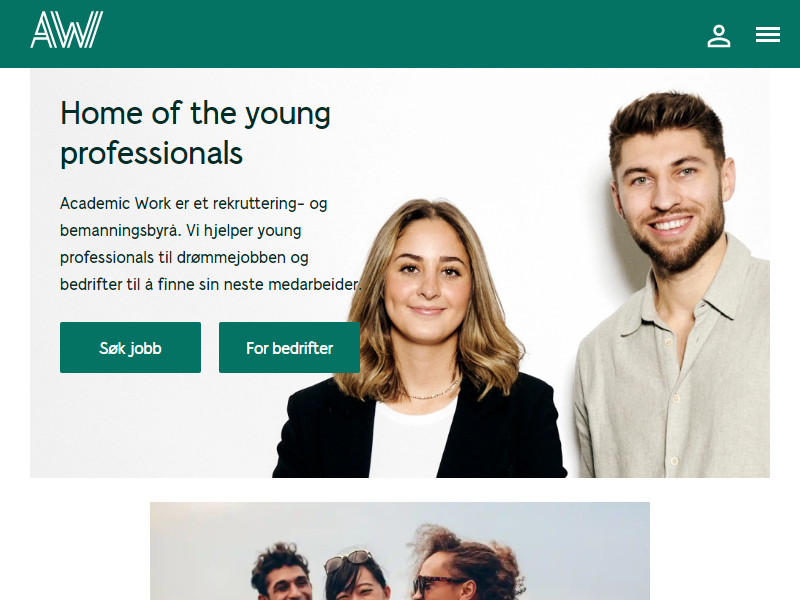 AW
Home of the young
professionals
Academic Work er et rekruttering- og
bemanningsbyrå. Vi hjelper young
professionals til drømmejobben og
bedrifter til å finne sin neste medarbeider.
Søk jobb
For bedrifter